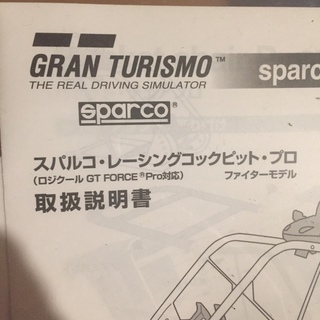 GRAN TURISMO™
THE REAL DRIVING SIMULATOR
sparco
sparco®
スパルコ・レーシングコックピット・プロ
(ロジクール GT FORCE®Pro対応) ファイターモデル
取扱説明書